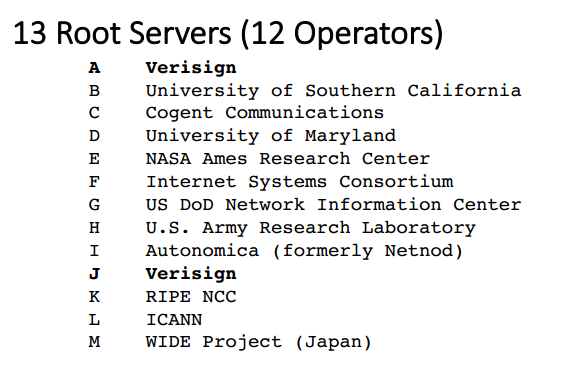 13 Root Servers (12 Operators)
A Verisign
B University of Southern California
C Cogent Communications
D University of Maryland
E NASA Ames Research Center
F Internet Systems Consortium
G US DoD Network Information Center
H U.S. Army Research Laboratory
I Autonomica (formerly Netnod)
J Verisign
K RIPE NCC
L ICANN
M WIDE Project (Japan)